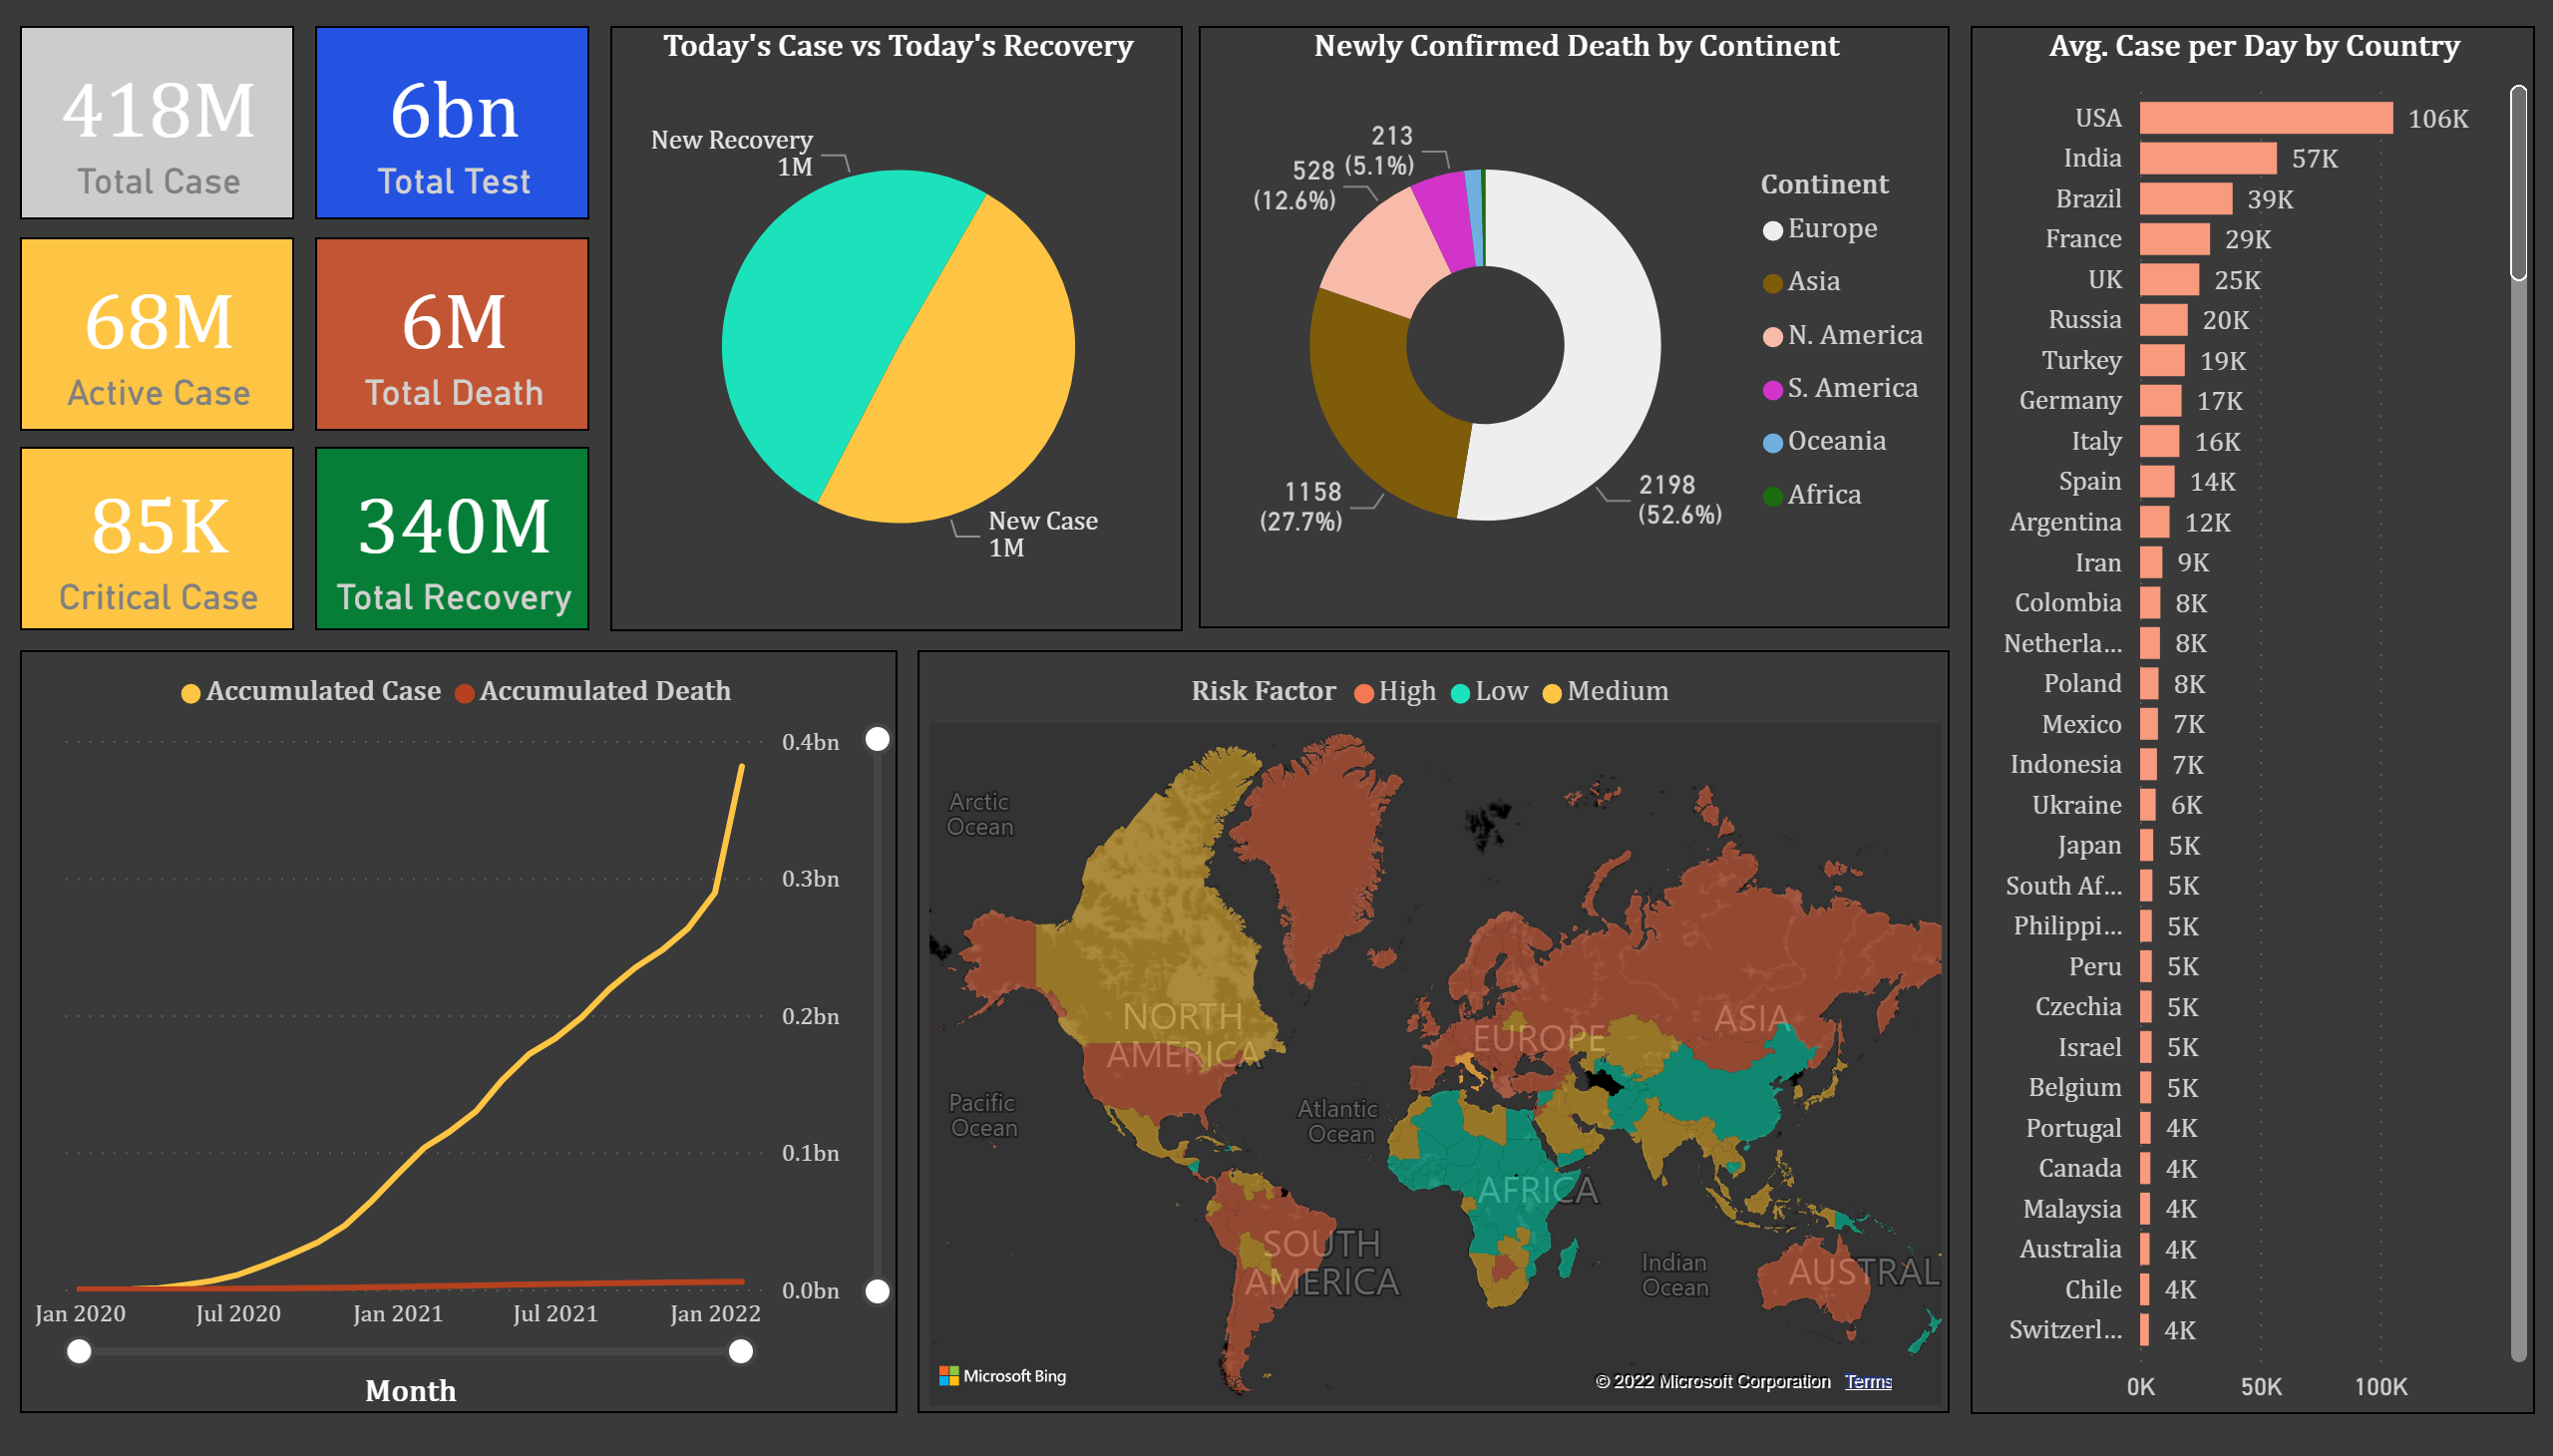 418M
Total Case
6bn
Total Test
68M
Active Case
6M
Total Death
85K
Critical Case
340M
Total Recovery
Today's Case vs Today's Recovery
New Recovery
1M
New Case
1M
Newly Confirmed Death by Continent
213
(5.1%)
528
(12.6%)
1158
(27.7%)
2198
(52.6%)
Continent
Europe
Asia
N. America
S. America
Oceania
Africa
Avg. Case per Day by Country
USA 106K
India 57K
Brazil 39K
France 29K
UK 25K
Russia 20K
Turkey 19K
Germany 17K
Italy 16K
Spain 14K
Argentina 12K
Iran 9K
Colombia 8K
Netherla... 8K
Poland 8K
Mexico 7K
Indonesia 7K
Ukraine 6K
Japan 5K
South Af... 5K
Philippi... 5K
Peru 5K
Czechia 5K
Israel 5K
Belgium 5K
Portugal 4K
Canada 4K
Malaysia 4K
Australia 4K
Chile 4K
Switzerl... 4K
0K 50K 100K
Accumulated Case Accumulated Death
0.4bn
0.3bn
0.2bn
0.1bn
0.0bn
Jan 2020 Jul 2020 Jan 2021 Jul 2021 Jan 2022
Month
Risk Factor High Low Medium
Arctic
Ocean
NORTH
AMERICA
EUROPE
ASIA
Pacific
Ocean
Atlantic
Ocean
AFRICA
SOUTH
AMERICA
Indian
Ocean
AUSTRAL
Microsoft Bing
© 2022 Microsoft Corporation Terms